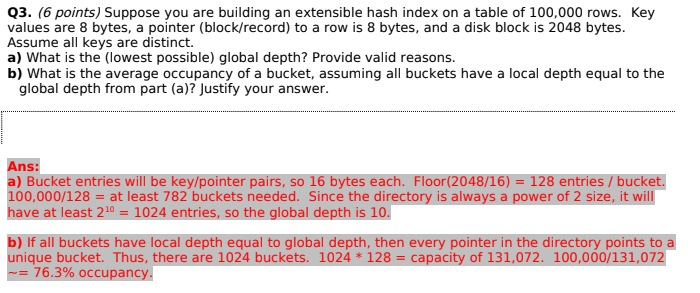 Q3. (6 points) Suppose you are building an extensible hash index on a table of 100,000 rows.  Key
values are 8 bytes, a pointer (block/record) to a row is 8 bytes, and a disk block is 2048 bytes.
Assume all keys are distinct.
a) What is the (lowest possible) global depth? Provide valid reasons.
b) What is the average occupancy of a bucket, assuming all buckets have a local depth equal to the
global depth from part (a)? Justify your answer.
Ans:
a) Bucket entries will be key/pointer pairs, so 16 bytes each.  Floor(2048/16) = 128 entries / bucket.
100,000/128 = at least 782 buckets needed.  Since the directory is always a power of 2 size, it will
have at least 2¹⁰ = 1024 entries, so the global depth is 10.
b) If all buckets have local depth equal to global depth, then every pointer in the directory points to a
unique bucket.  Thus, there are 1024 buckets.  1024 * 128 = capacity of 131,072.  100,000/131,072
~= 76.3% occupancy.